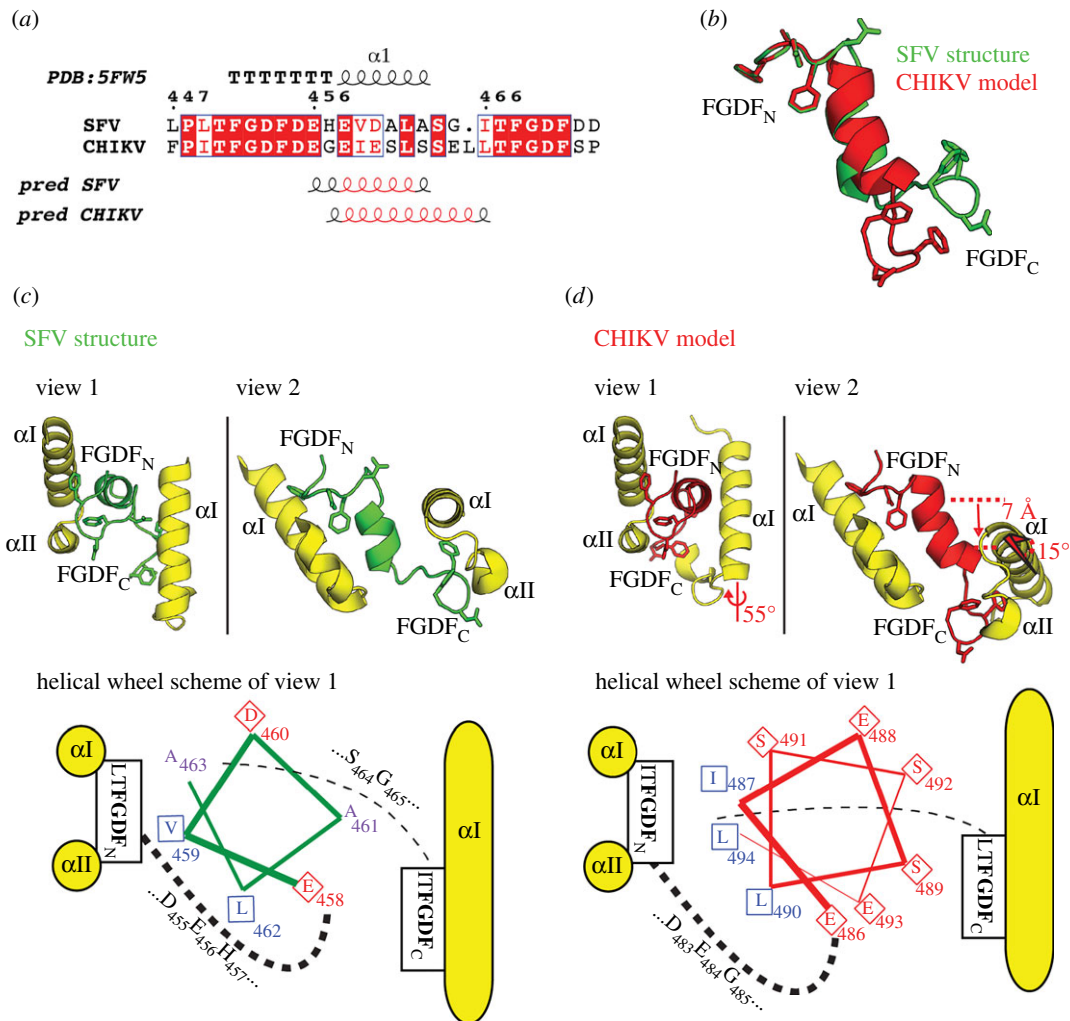 (a)
α1
PDB:5FW5 TTTTTTT
447 456 466
SFV LPLTFGDFDEHEVDALASG.ITFGDFDD
CHIKV FPITFGDFDEGEIESLSSELLTFGDFSP
pred SFV
pred CHIKV
(b)
SFV structure
CHIKV model
FGDFN
FGDFC
(c)
SFV structure
view 1
view 2
αI
FGDFN
αI
αII
FGDFC
FGDFN
αI
αI
αII
FGDFC
helical wheel scheme of view 1
αI
αII
LTFGDFN
D 460
A 463
A 461
V 459
E 458
L 462
...S464G465...
...D455E456H457...
ITFGDFC
αI
(d)
CHIKV model
view 1
view 2
FGDFN
αI
αI
αII
FGDFC
55°
FGDFN
7 Å
αI
αI
15°
FGDFC
αII
helical wheel scheme of view 1
αI
αII
ITFGDFN
E 488
S 491
S 492
I 487
L 494
S 489
L 490
E 493
E 486
...D483E484G485...
LTFGDFC
αI